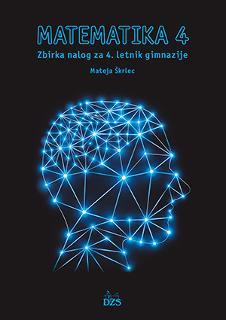 MATEMATIKA 4
Zbirka nalog za 4. letnik gimnazije
Mateja Škrlec
DZS